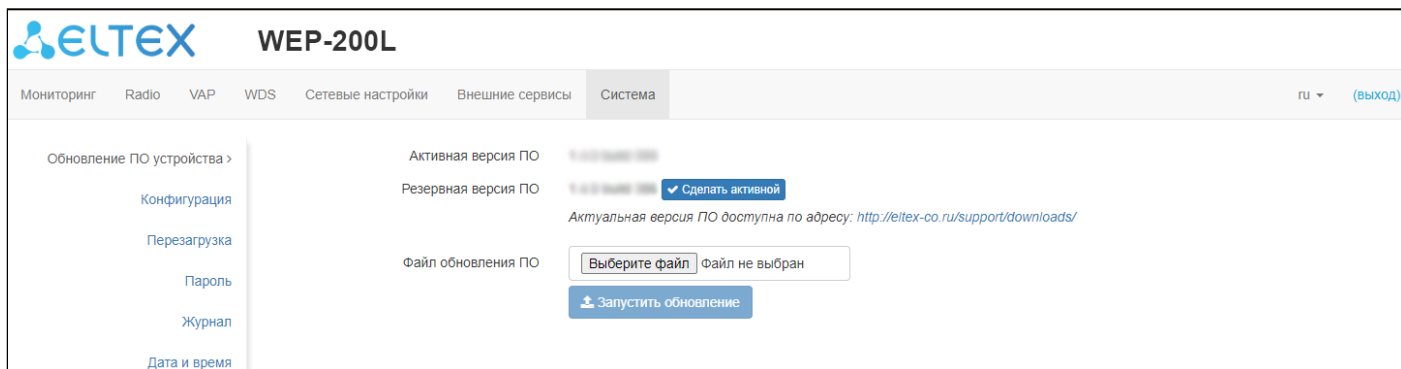 ELTEX WEP-200L
Мониторинг Radio VAP WDS Сетевые настройки Внешние сервисы Система ru (выход)
Обновление ПО устройства >
Конфигурация
Перезагрузка
Пароль
Журнал
Дата и время
Активная версия ПО
Резервная версия ПО Сделать активной
Актуальная версия ПО доступна по адресу: http://eltex-co.ru/support/downloads/
Файл обновления ПО Выберите файл Файл не выбран
Запустить обновление